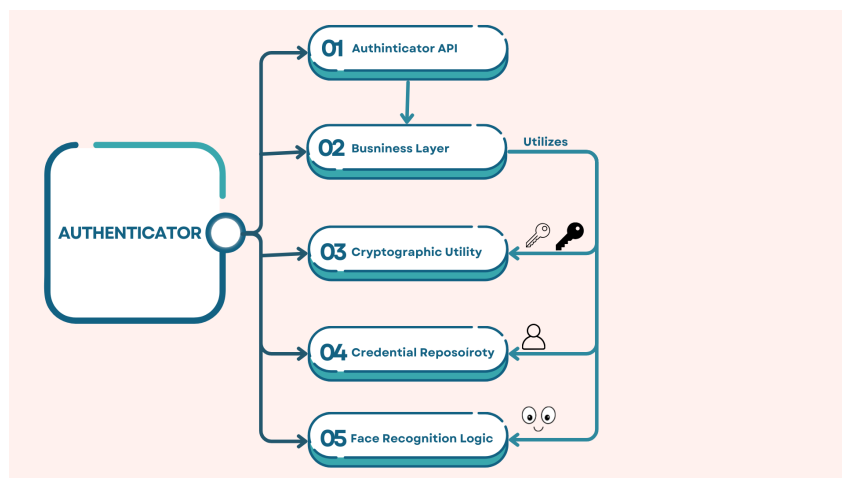 AUTHENTICATOR
01 Authinticator API
02 Busniness Layer
Utilizes
03 Cryptographic Utility
04 Credential Reposoiroty
05 Face Recognition Logic